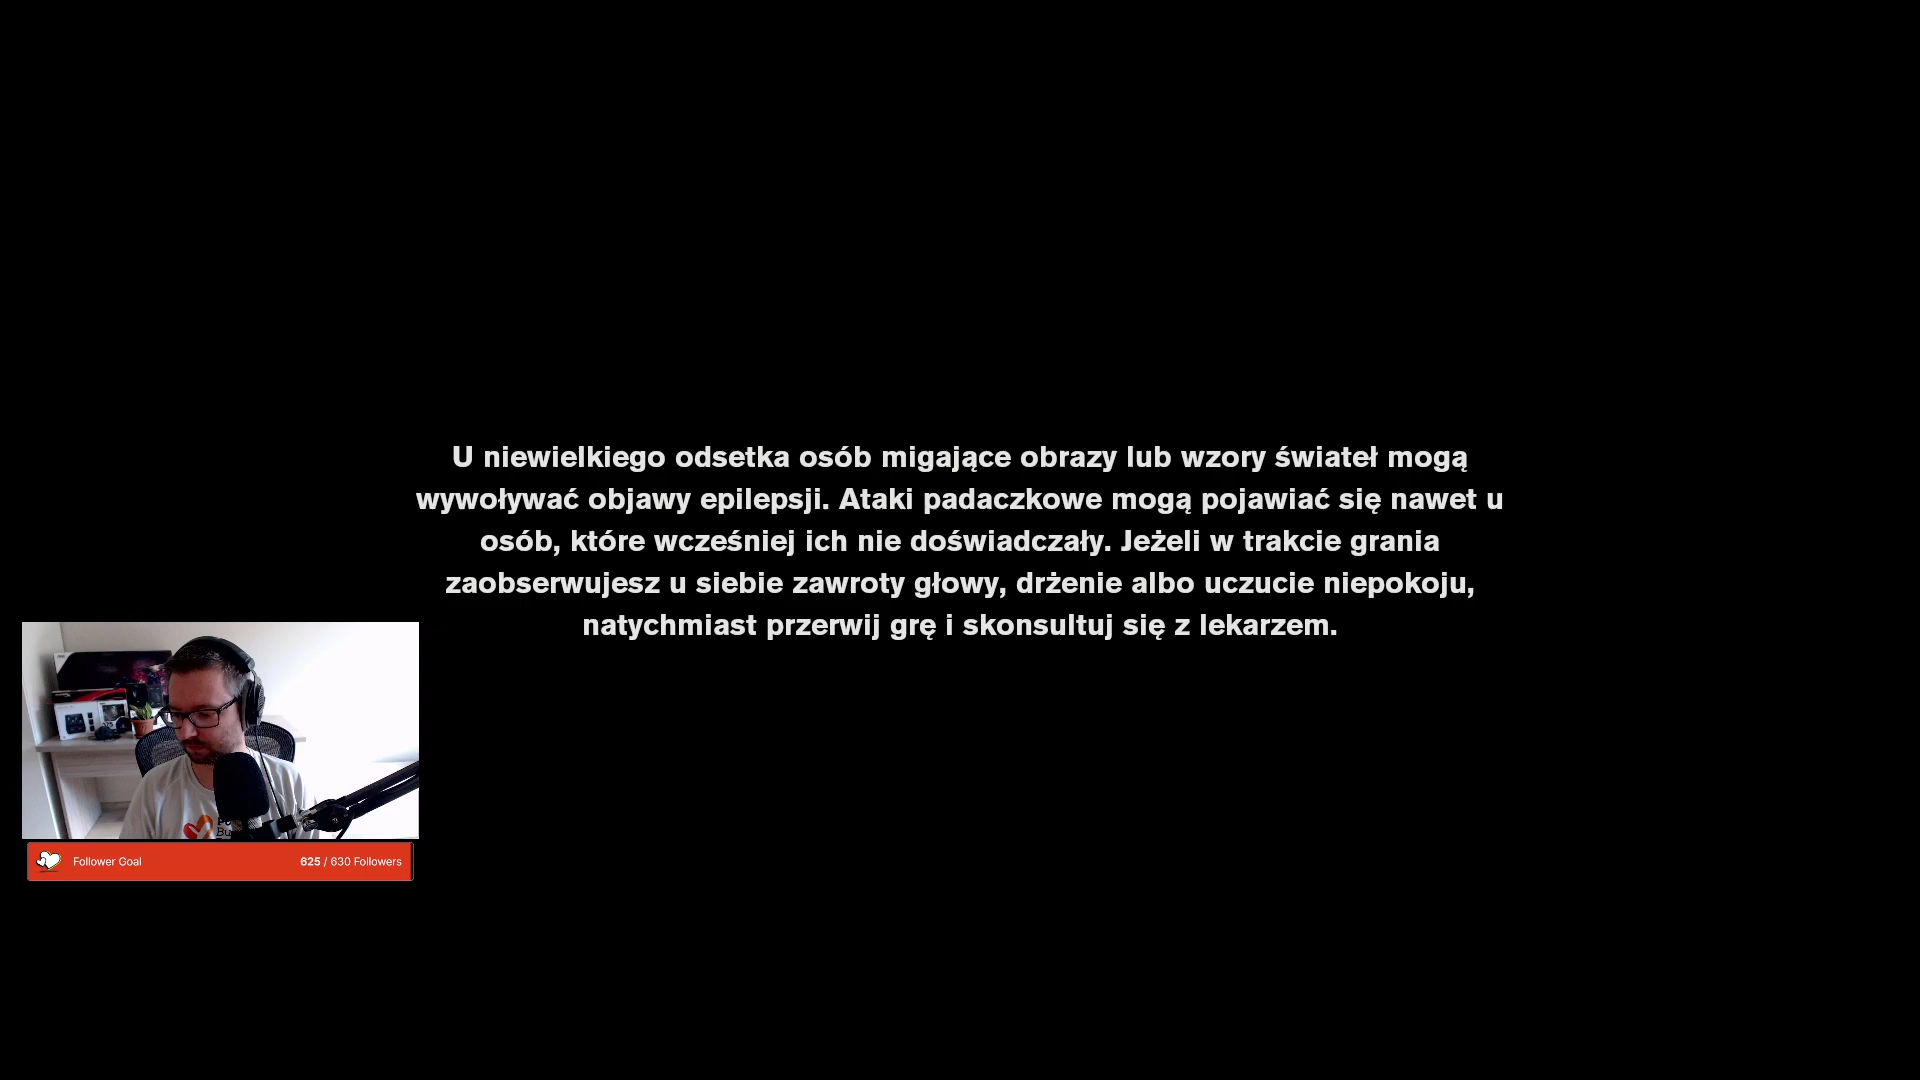 U niewielkiego odsetka osób migające obrazy lub wzory świateł mogą
wywoływać objawy epilepsji. Ataki padaczkowe mogą pojawiać się nawet u
osób, które wcześniej ich nie doświadczały. Jeżeli w trakcie grania
zaobserwujesz u siebie zawroty głowy, drżenie albo uczucie niepokoju,
natychmiast przerwij grę i skonsultuj się z lekarzem.
Follower Goal 625 / 630 Followers